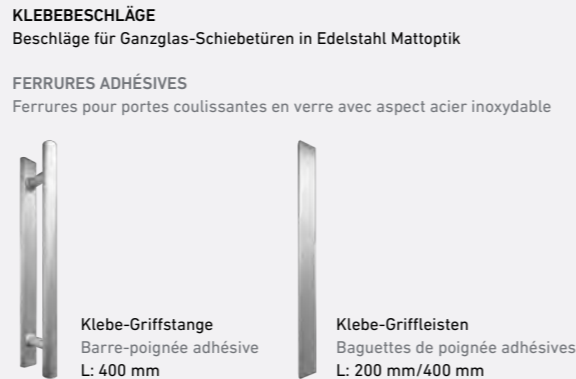 KLEBEBESCHLÄGE
Beschläge für Ganzglas-Schiebetüren in Edelstahl Mattoptik
FERRURES ADHÉSIVES
Ferrures pour portes coulissantes en verre avec aspect acier inoxydable
Klebe-Griffstange
Barre-poignée adhésive
L: 400 mm
Klebe-Griffleisten
Baguettes de poignée adhésives
L: 200 mm/400 mm